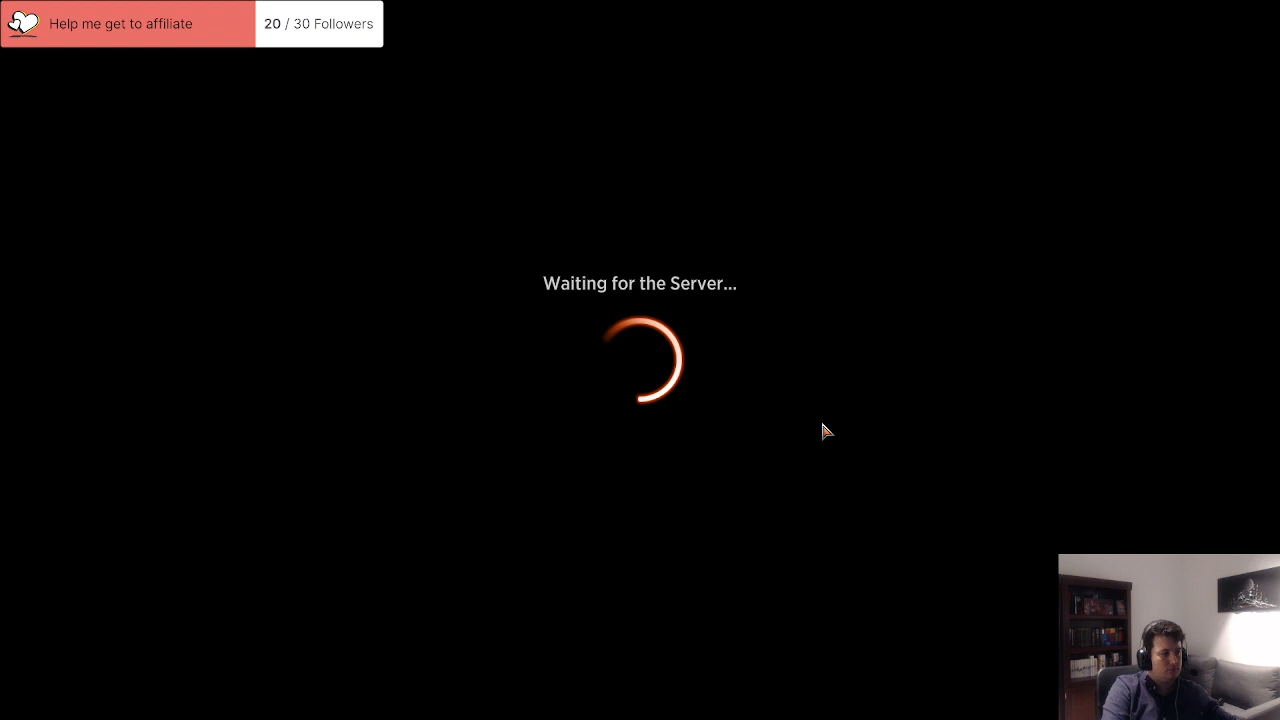 Help me get to affiliate
20 / 30 Followers
Waiting for the Server...